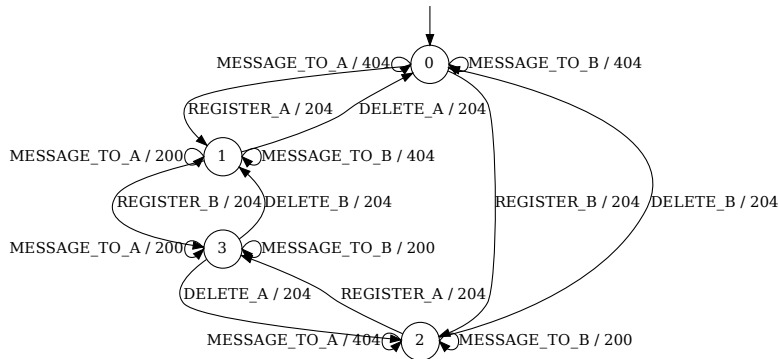 MESSAGE_TO_A / 404
0
MESSAGE_TO_B / 404
REGISTER_A / 204
DELETE_A / 204
MESSAGE_TO_A / 200
1
MESSAGE_TO_B / 404
REGISTER_B / 204
DELETE_B / 204
REGISTER_B / 204
DELETE_B / 204
MESSAGE_TO_A / 200
3
MESSAGE_TO_B / 200
DELETE_A / 204
REGISTER_A / 204
MESSAGE_TO_A / 404
2
MESSAGE_TO_B / 200